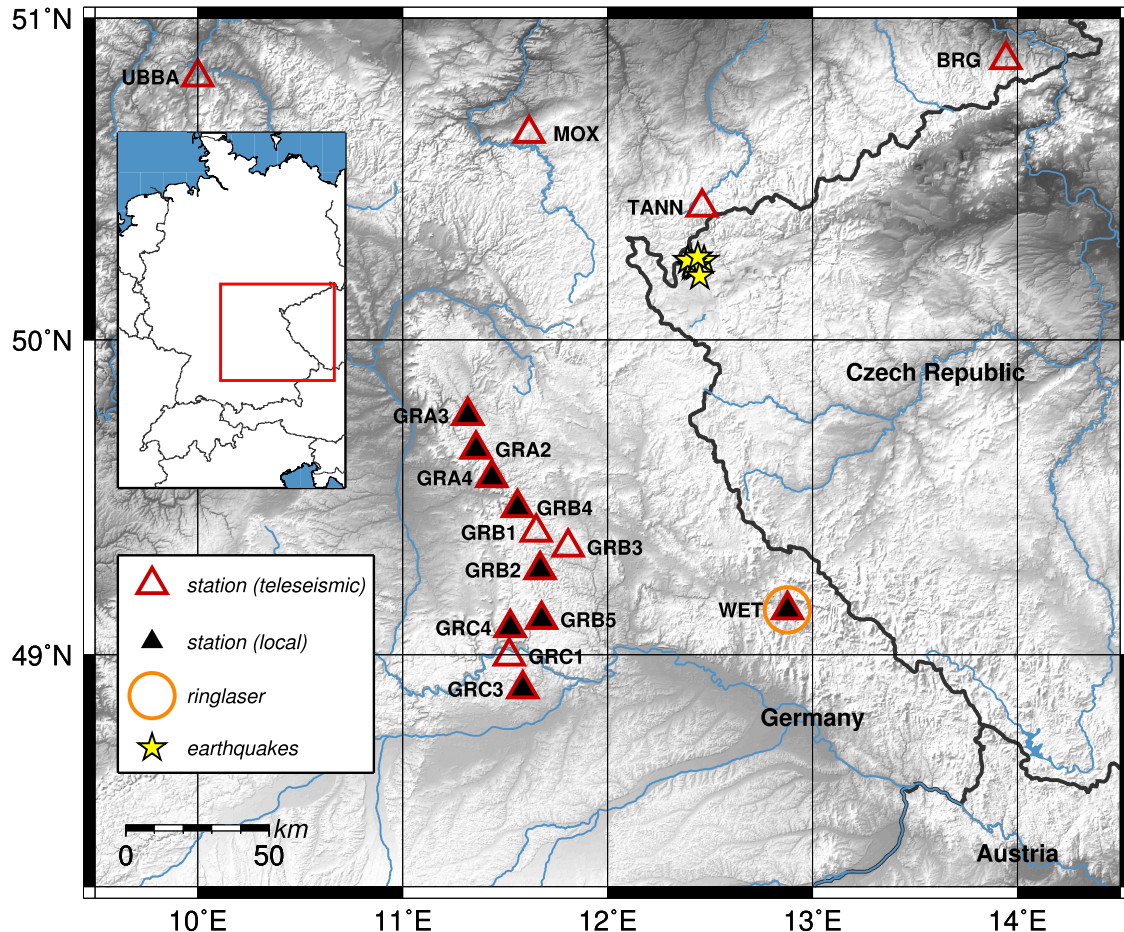 51°N
BRG
UBBA
MOX
TANN
50°N
Czech Republic
GRA3
GRA2
GRA4
GRB4
GRB1
GRB3
GRB2
station (teleseismic)
WET
GRB5
GRC4
station (local)
49°N
GRC1
GRC3
ringlaser
Germany
earthquakes
km
0
50
Austria
10°E
11°E
12°E
13°E
14°E